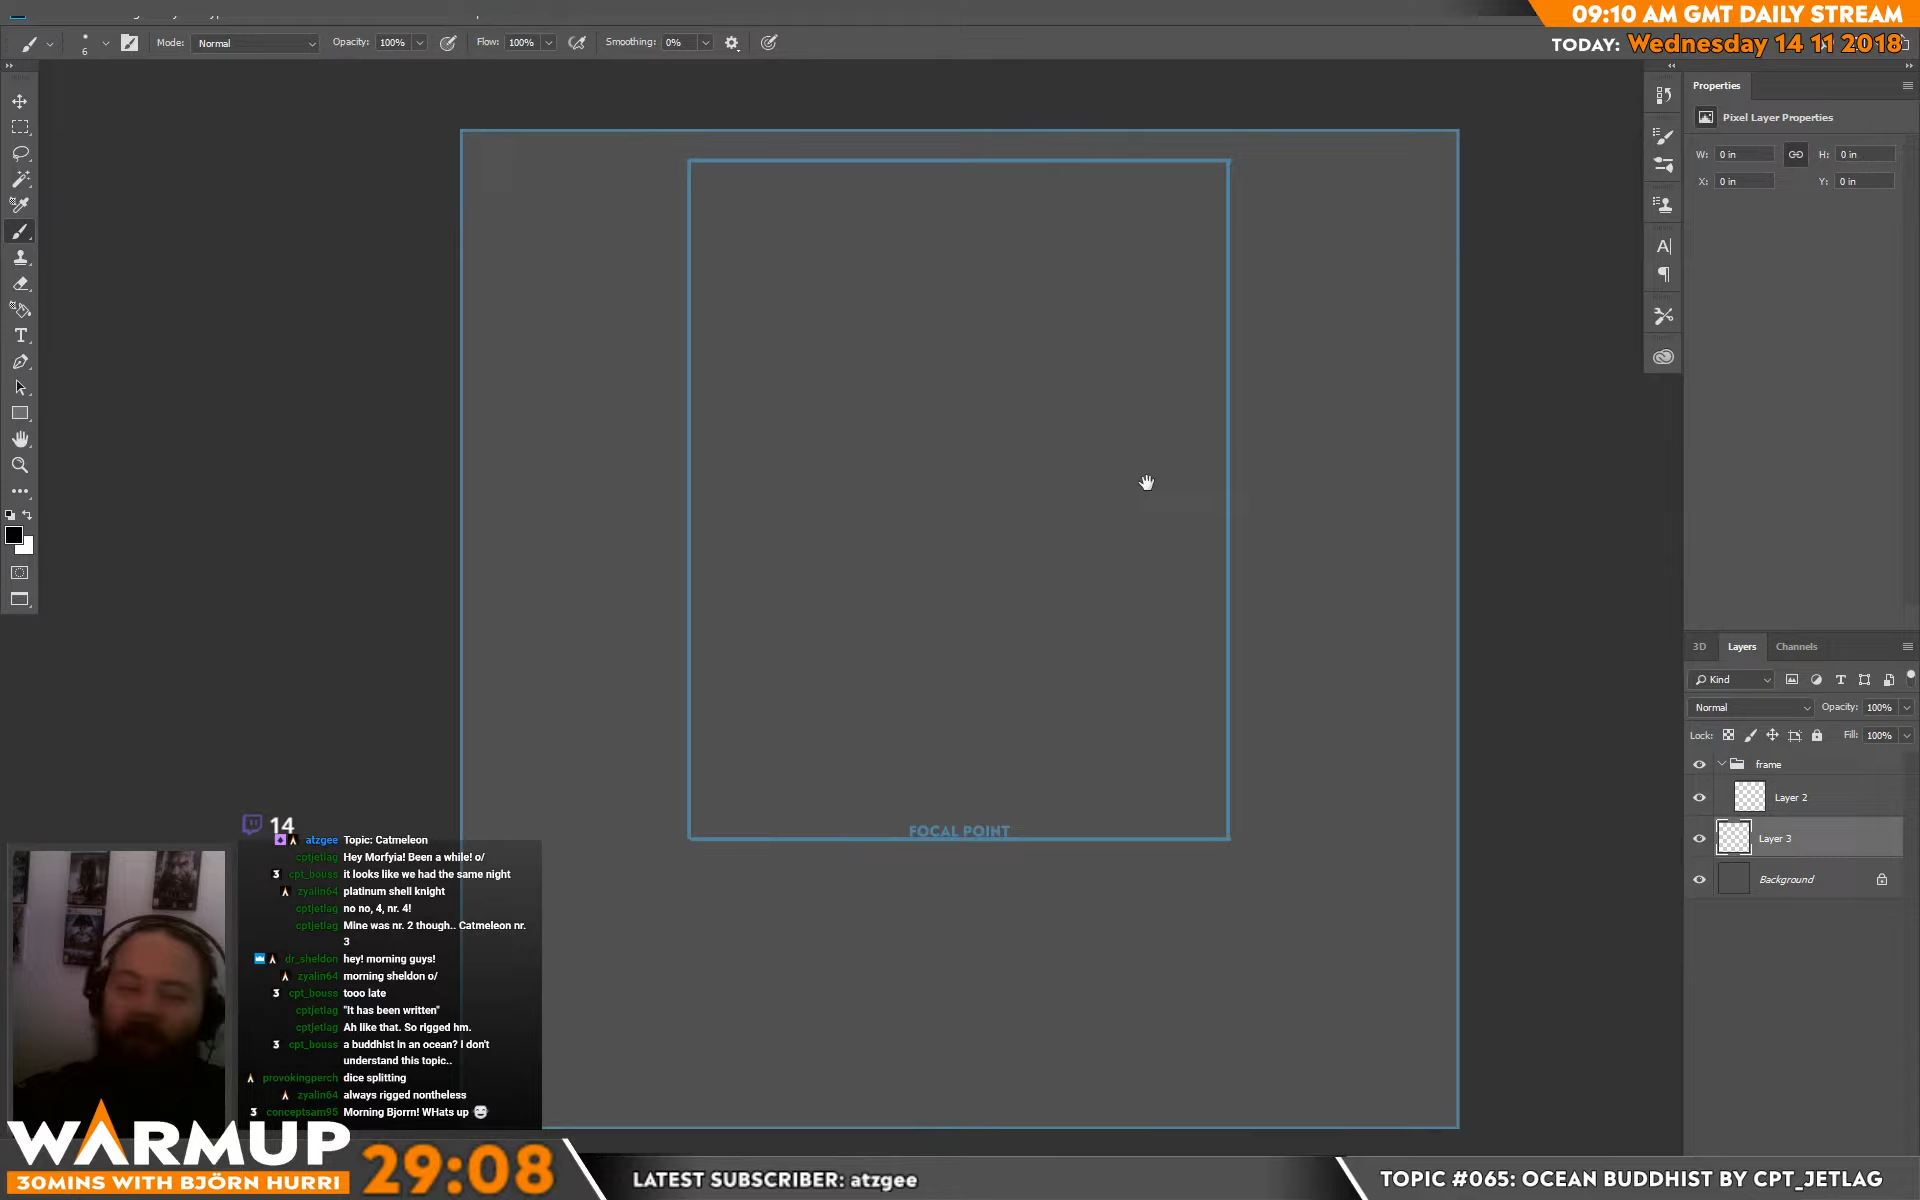 09:10 AM GMT DAILY STREAM
TODAY: Wednesday 14 11 2018
6
Mode: Normal
Opacity: 100%
Flow: 100%
Smoothing: 0%
Properties
Pixel Layer Properties
W: 0 in
H: 0 in
X: 0 in
Y: 0 in
FOCAL POINT
3D
Layers
Channels
Kind
Normal
Opacity: 100%
Lock:
Fill: 100%
frame
Layer 2
Layer 3
Background
14
atzgee Topic: Catmeleon
cptjetlag Hey Morfyia! Been a while! o/
3 cpt_bouss it looks like we had the same night
zyalin64 platinum shell knight
cptjetlag no no, 4, nr. 4!
cptjetlag Mine was nr. 2 though.. Catmeleon nr.
3
dr_sheldon hey! morning guys!
zyalin64 morning sheldon o/
3 cpt_bouss tooo late
cptjetlag "It has been written"
cptjetlag Ah like that. So rigged hm.
3 cpt_bouss a buddhist in an ocean? I don't
understand this topic..
provokingperch dice splitting
zyalin64 always rigged nontheless
3 conceptsam95 Morning Bjorrn! WHats up
WARMUP
30MINS WITH BJÖRN HURRI
29:08
LATEST SUBSCRIBER: atzgee
TOPIC #065: OCEAN BUDDHIST BY CPT_JETLAG